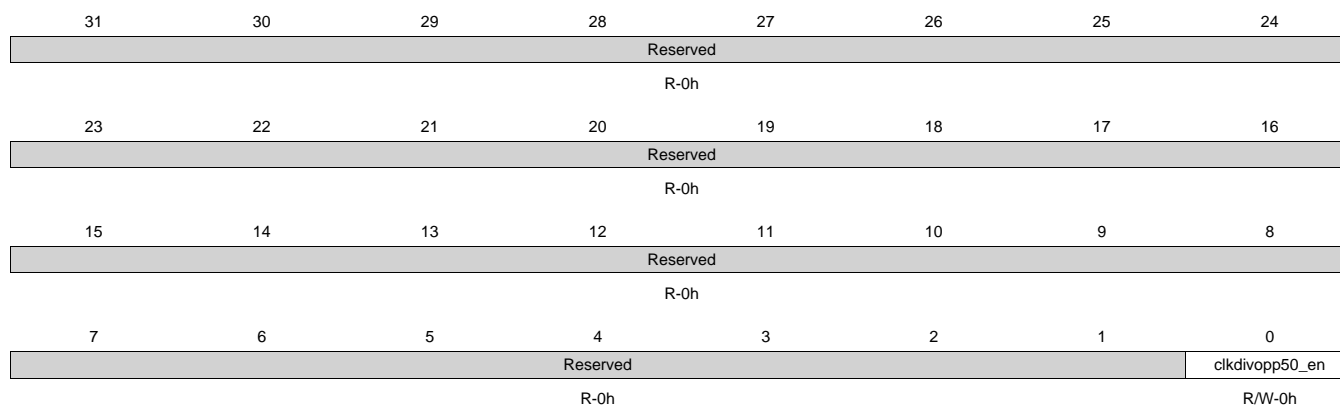 31 30 29 28 27 26 25 24
Reserved
R-0h
23 22 21 20 19 18 17 16
Reserved
R-0h
15 14 13 12 11 10 9 8
Reserved
R-0h
7 6 5 4 3 2 1 0
Reserved clkdivopp50_en
R-0h R/W-0h